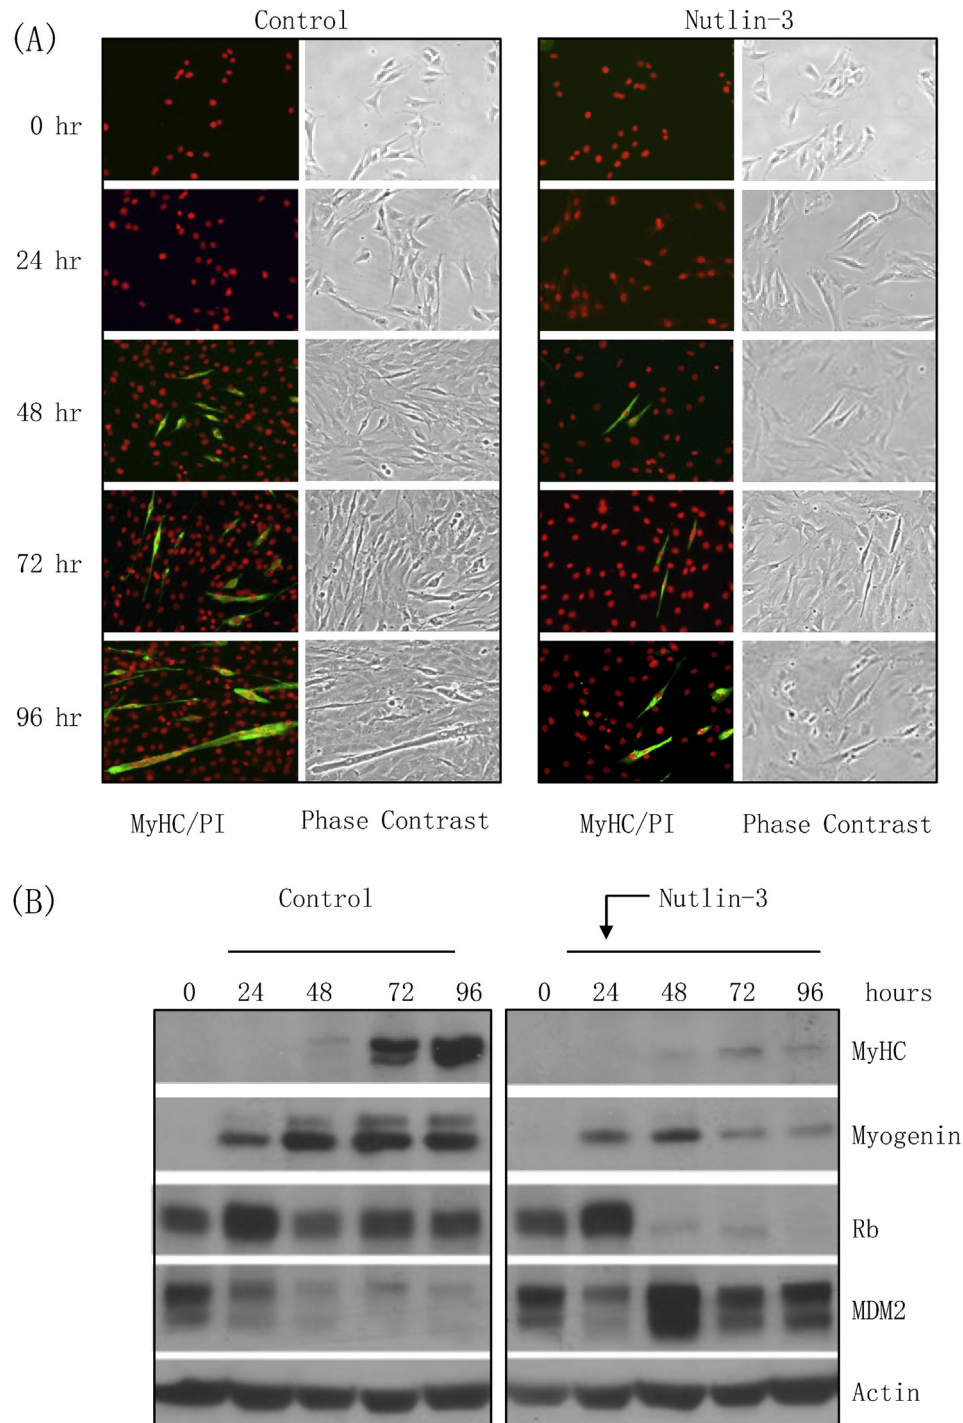 (A)
Control
Nutlin-3
0 hr
24 hr
48 hr
72 hr
96 hr
MyHC/PI
Phase Contrast
MyHC/PI
Phase Contrast
(B)
Control
Nutlin-3
0 24 48 72 96
0 24 48 72 96 hours
MyHC
Myogenin
Rb
MDM2
Actin